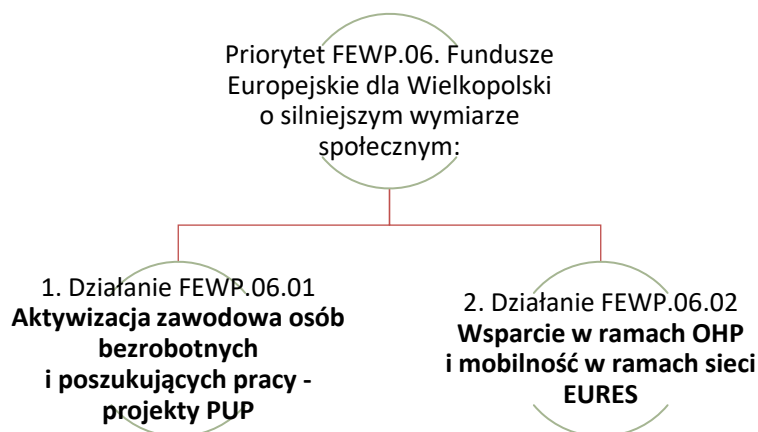 Priorytet FEWP.06. Fundusze
Europejskie dla Wielkopolski
o silniejszym wymiarze
społecznym:
1. Działanie FEWP.06.01
Aktywizacja zawodowa osób
bezrobotnych
i poszukujących pracy -
projekty PUP
2. Działanie FEWP.06.02
Wsparcie w ramach OHP
i mobilność w ramach sieci
EURES